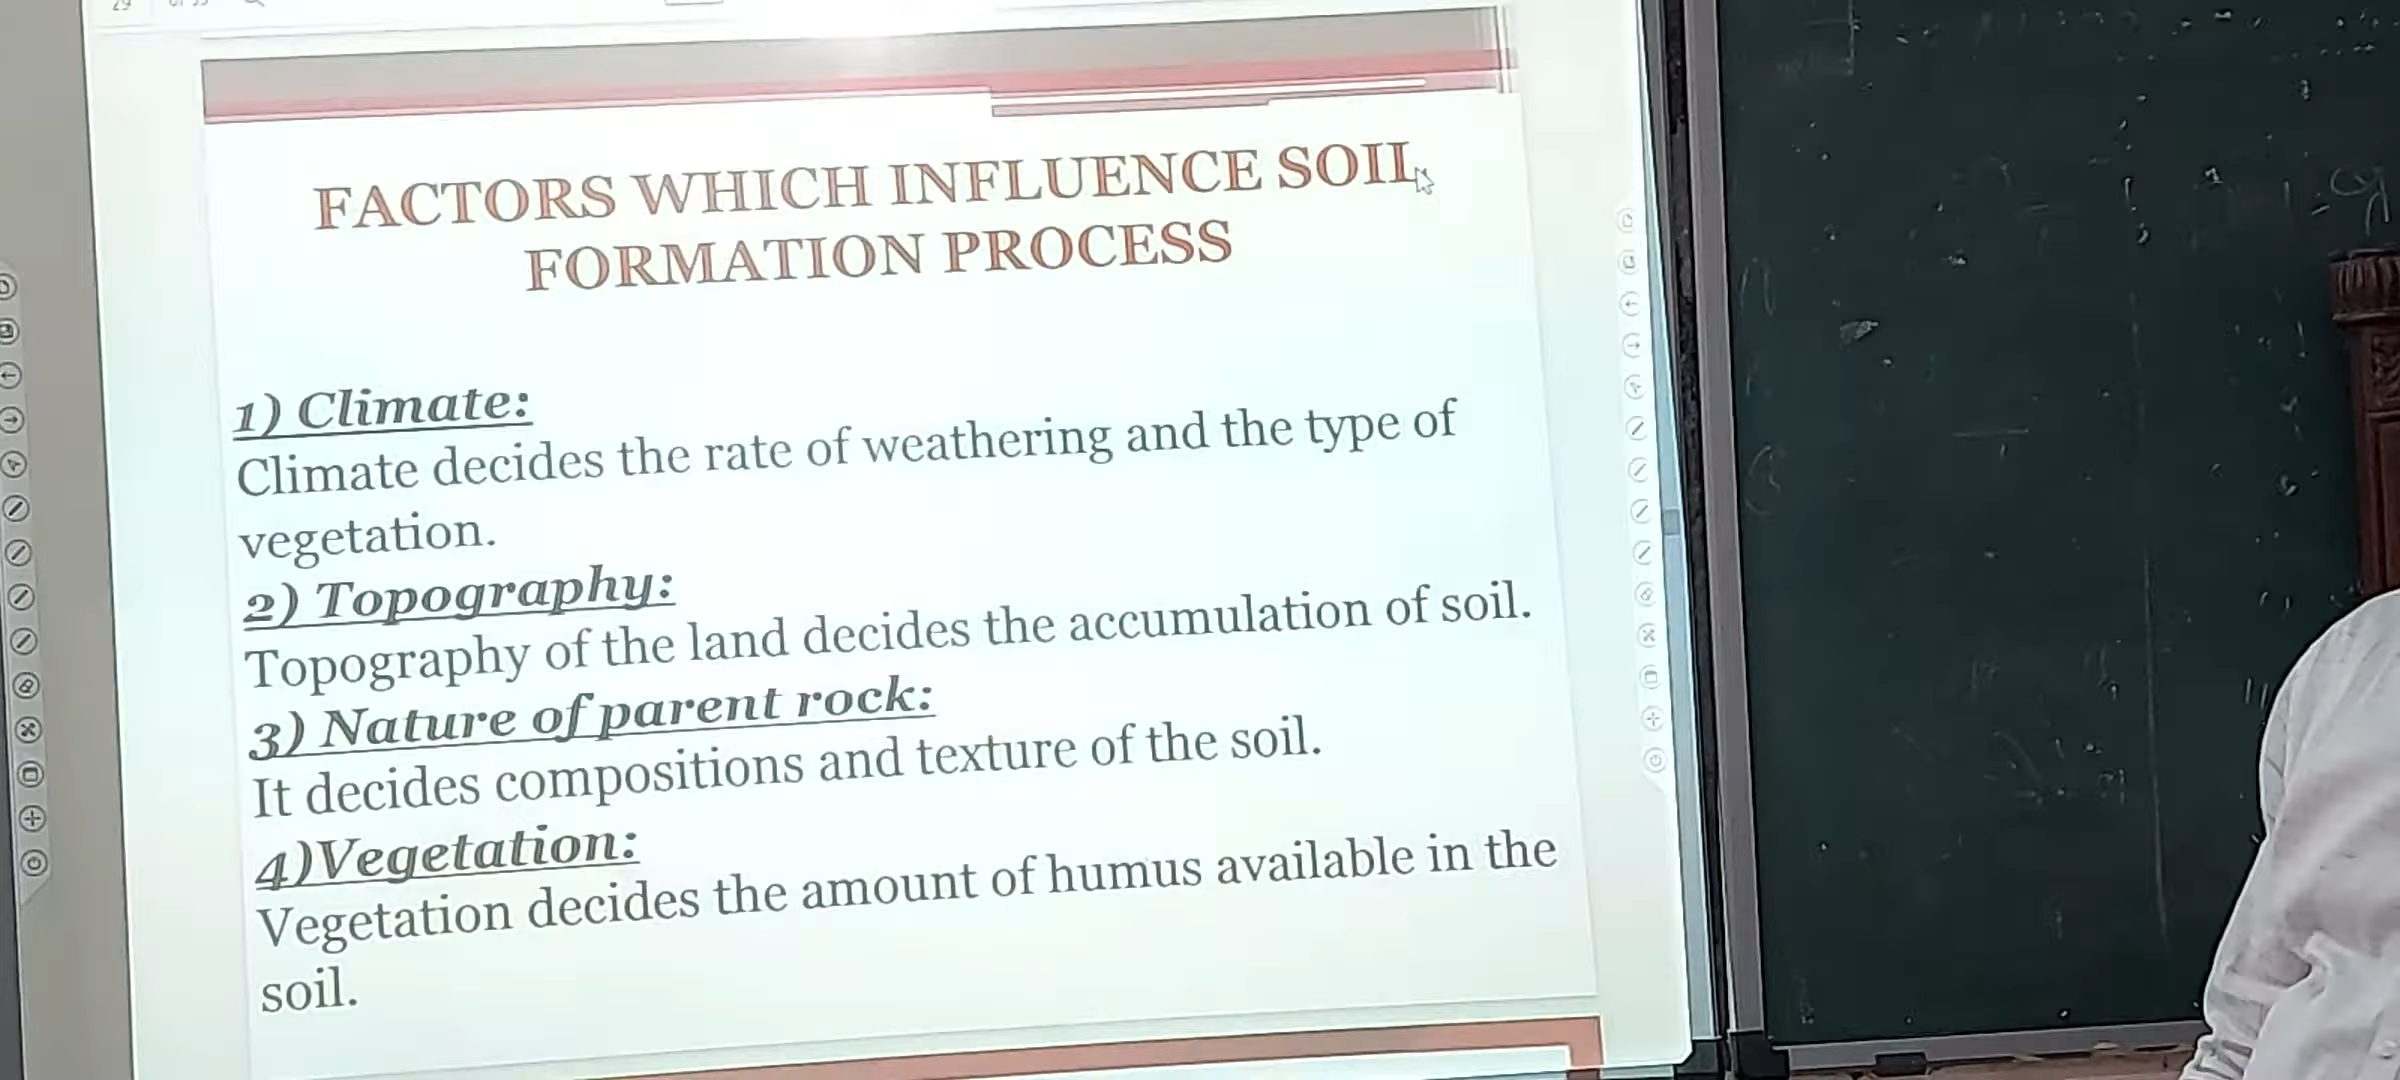 29
FACTORS WHICH INFLUENCE SOIL
FORMATION PROCESS
1) Climate:
Climate decides the rate of weathering and the type of
vegetation.
2) Topography:
Topography of the land decides the accumulation of soil.
3) Nature of parent rock:
It decides compositions and texture of the soil.
4)Vegetation:
Vegetation decides the amount of humus available in the
soil.